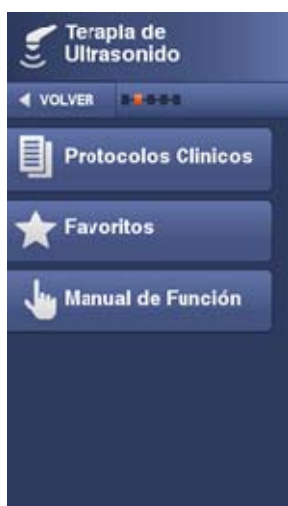 Terapia de
Ultrasonido
VOLVER
Protocolos Clinicos
Favoritos
Manual de Función